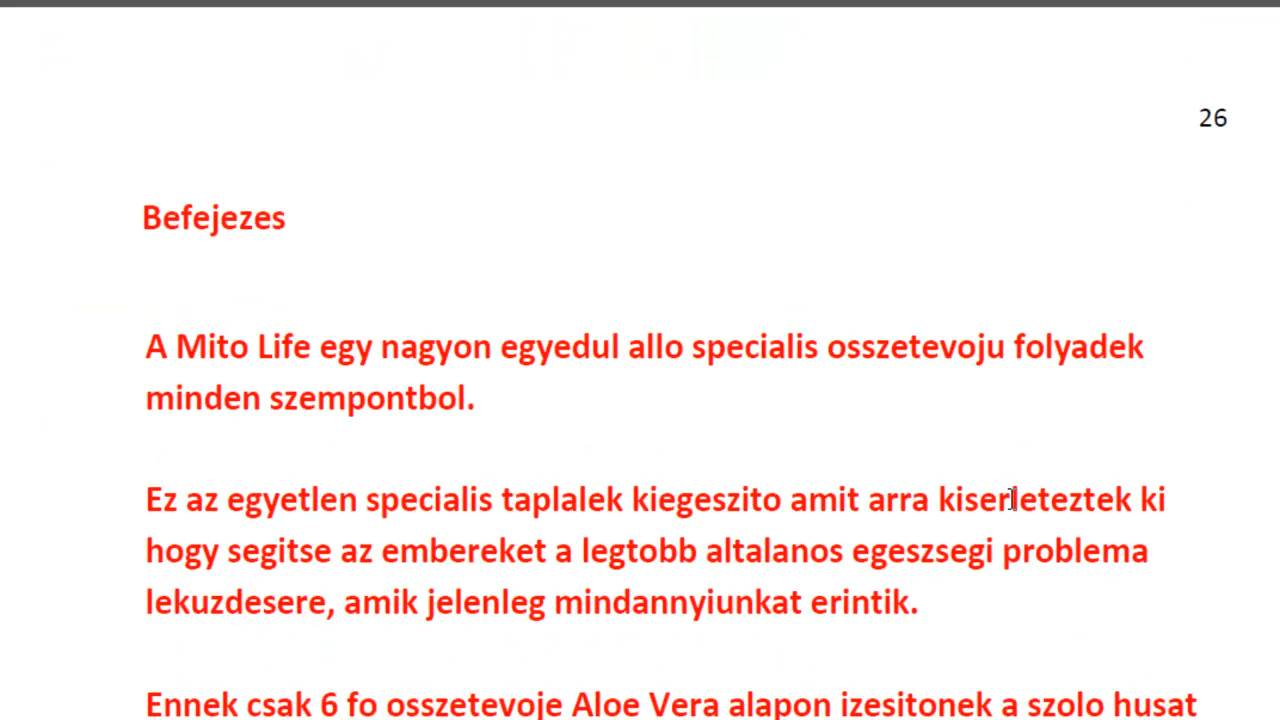 26
Befejezes
A Mito Life egy nagyon egyedul allo specialis osszetevoju folyadek
minden szempontbol.
Ez az egyetlen specialis taplalek kiegeszito amit arra kiserleteztek ki
hogy segitse az embereket a legtobb altalanos egeszsegi problema
lekuzdesere, amik jelenleg mindannyiunkat erintik.
Ennek csak 6 fo osszetevoje Aloe Vera alapon izesitonek a szolo husat